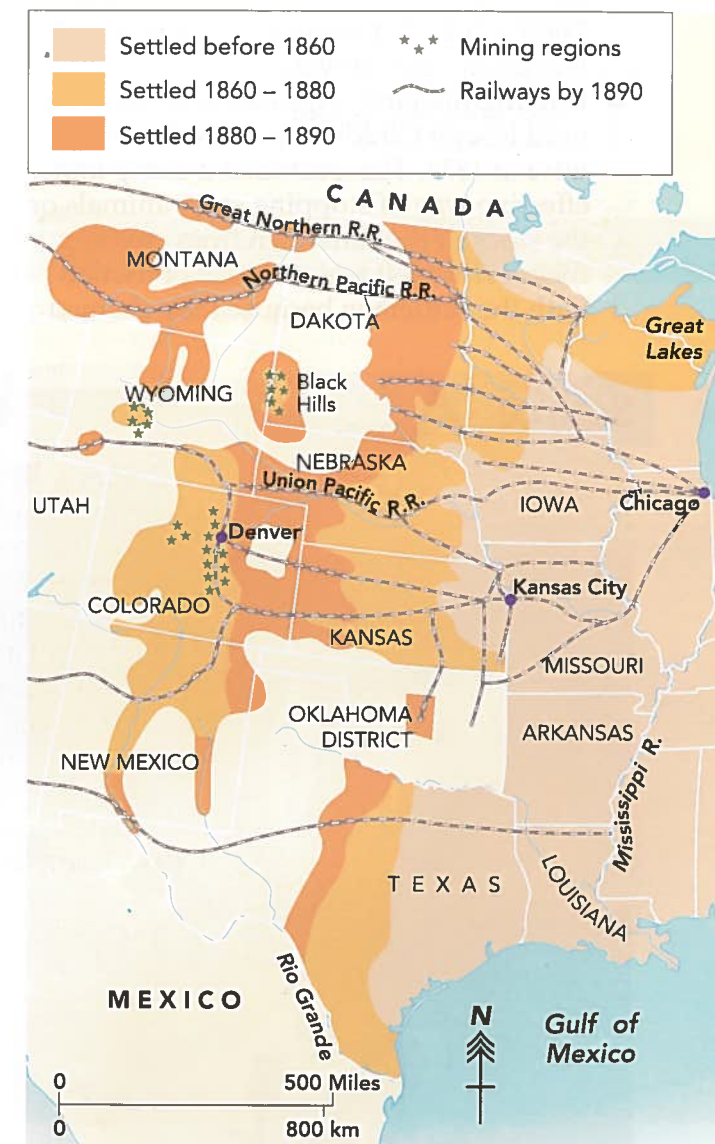 Settled before 1860
Settled 1860 – 1880
Settled 1880 – 1890
Mining regions
Railways by 1890
CANADA
Great Northern R.R.
MONTANA
Northern Pacific R.R.
DAKOTA
Great
Lakes
WYOMING
Black
Hills
NEBRASKA
Union Pacific R.R.
UTAH
IOWA
Chicago
Denver
Kansas City
COLORADO
KANSAS
MISSOURI
OKLAHOMA
DISTRICT
ARKANSAS
NEW MEXICO
Mississippi R.
TEXAS
LOUISIANA
Rio Grande
MEXICO
N
Gulf of
Mexico
0
500 Miles
0
800 km